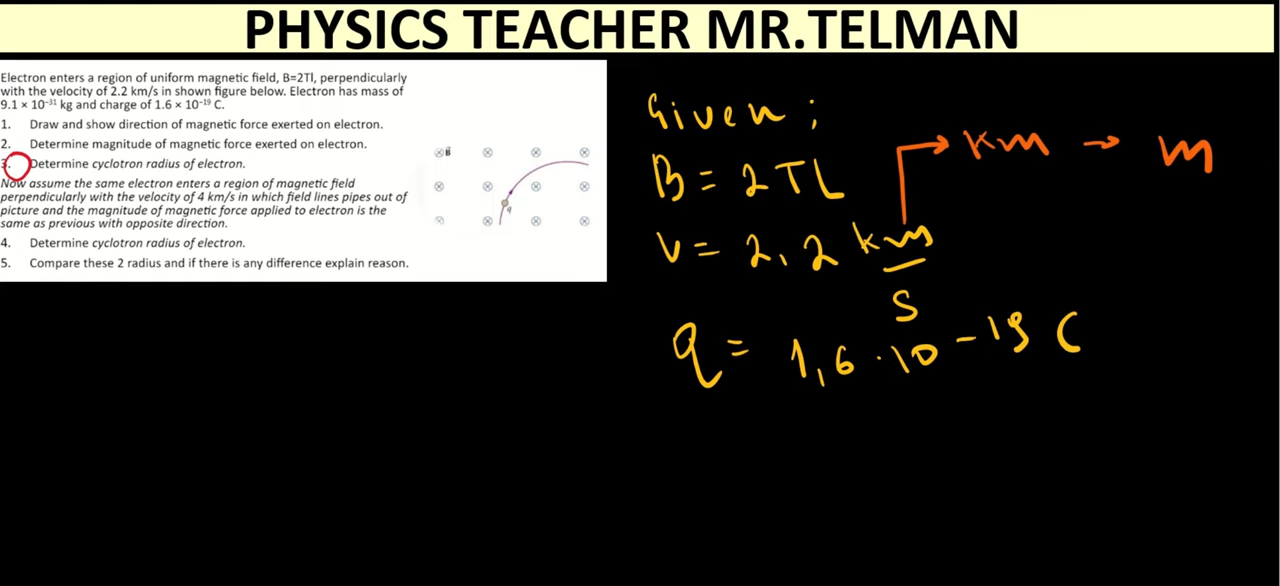 PHYSICS TEACHER MR.TELMAN
Electron enters a region of uniform magnetic field, B=2Tl, perpendicularly
with the velocity of 2.2 km/s in shown figure below. Electron has mass of
9.1 × 10⁻³¹ kg and charge of 1.6 × 10⁻¹⁹ C.
1. Draw and show direction of magnetic force exerted on electron.
2. Determine magnitude of magnetic force exerted on electron.
3. Determine cyclotron radius of electron.
Now assume the same electron enters a region of magnetic field
perpendicularly with the velocity of 4 km/s in which field lines pipes out of
picture and the magnitude of magnetic force applied to electron is the
same as previous with opposite direction.
4. Determine cyclotron radius of electron.
5. Compare these 2 radius and if there is any difference explain reason.
B
q
Given;
B = 2 TL
km → m
v = 2,2 km
s
q = 1,6·10 -19 C